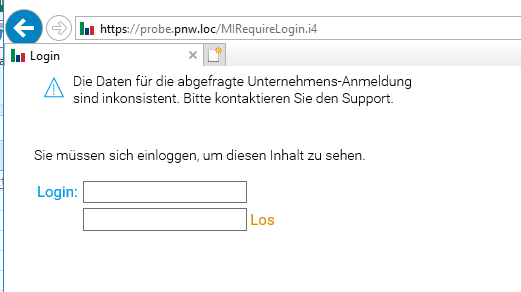 https://probe.pnw.loc/MIRequireLogin.i4
Login
Die Daten für die abgefragte Unternehmens-Anmeldung
sind inkonsistent. Bitte kontaktieren Sie den Support.
Sie müssen sich einloggen, um diesen Inhalt zu sehen.
Login:
Los